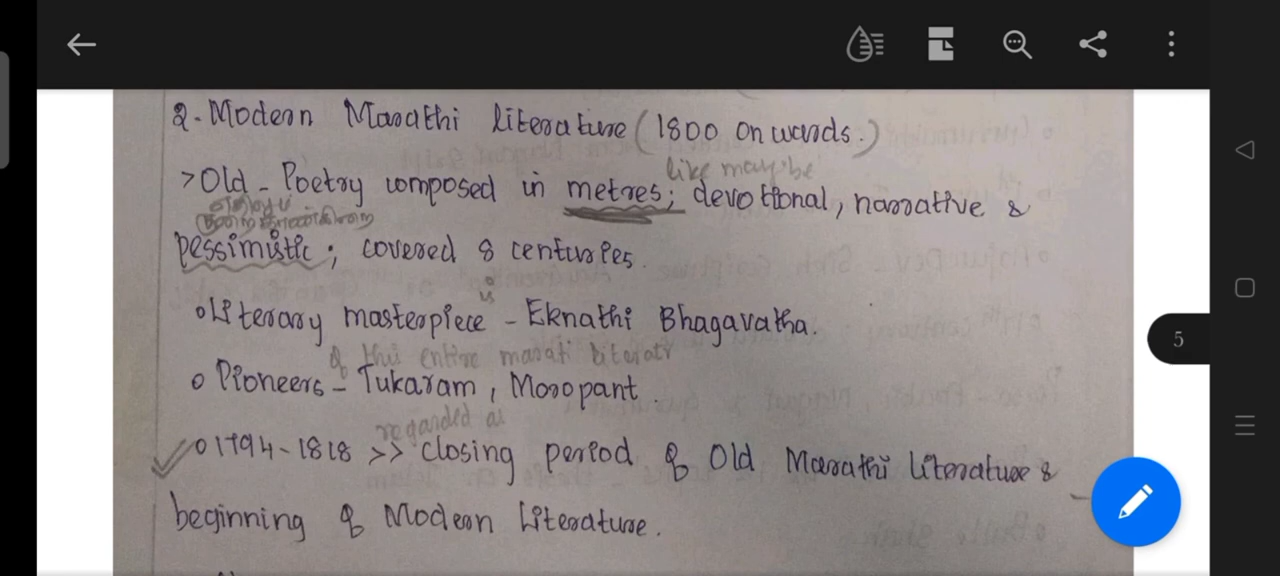 2. Modern Marathi literature (1800 onwards.)
like may be
> Old - Poetry composed in metres; devotional, narrative &
pessimistic; covered 8 centuries.
is
o Literary masterpiece - Eknathi Bhagavatha.
of this entire marati literatr
o Pioneers - Tukaram, Moropant.
regarded as
o 1794-1818 >> closing period of Old Marathi Literature &
beginning of Modern Literature.
5